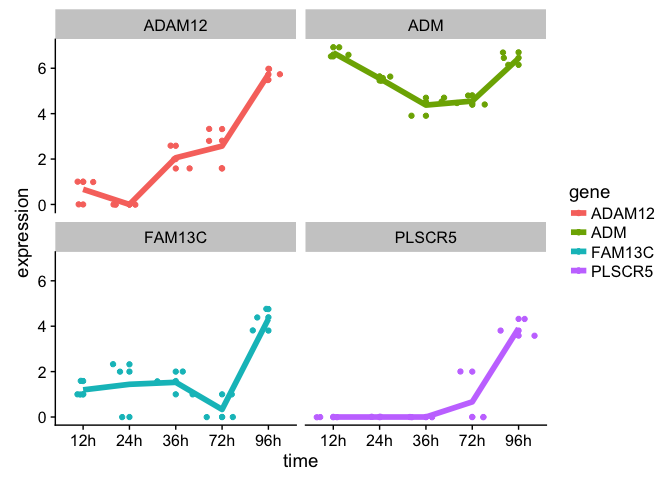 ADAM12 ADM
6
4
2
0
FAM13C PLSCR5
6
4
2
0
12h 24h 36h 72h 96h 12h 24h 36h 72h 96h
time
expression
gene
ADAM12
ADM
FAM13C
PLSCR5